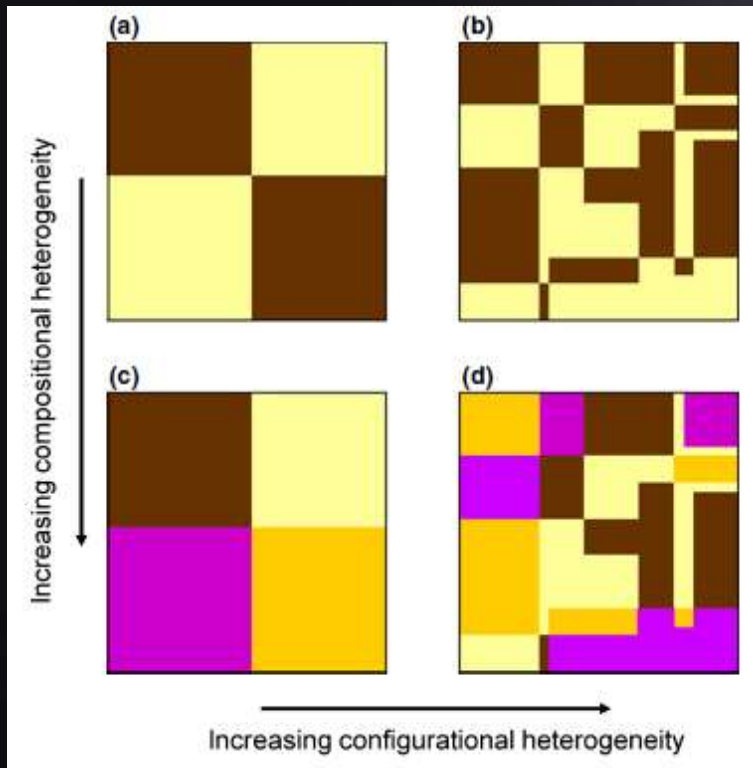 (a)
(b)
Increasing compositional heterogeneity
(c)
(d)
Increasing configurational heterogeneity